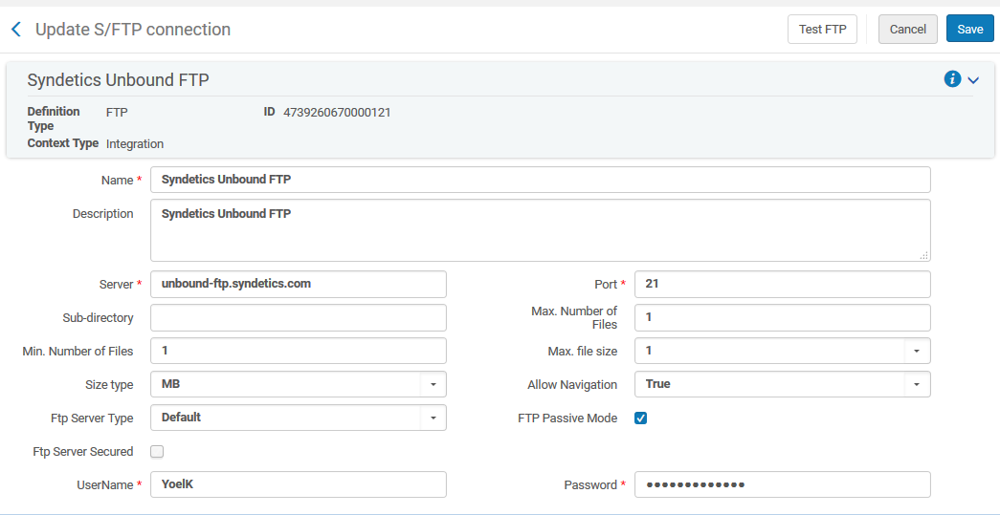 Update S/FTP connection
Test FTP
Cancel
Save
Syndetics Unbound FTP
Definition Type FTP
ID 4739260670000121
Context Type Integration
Name * Syndetics Unbound FTP
Description Syndetics Unbound FTP
Server * unbound-ftp.syndetics.com
Port * 21
Sub-directory
Max. Number of Files 1
Min. Number of Files 1
Max. file size 1
Size type MB
Allow Navigation True
Ftp Server Type Default
FTP Passive Mode
Ftp Server Secured
UserName * YoelK
Password * •••••••••••••